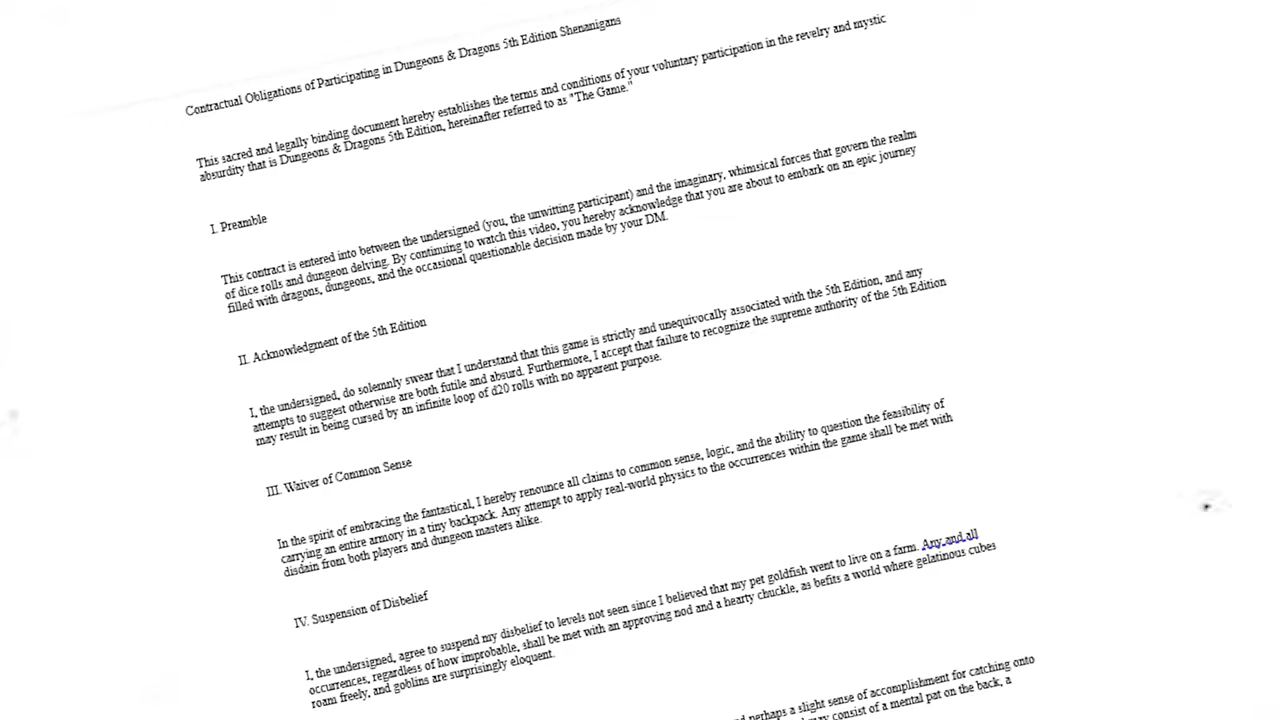 Contractual Obligations of Participating in Dungeons & Dragons 5th Edition Shenanigans
This sacred and legally binding document hereby establishes the terms and conditions of your voluntary participation in the revelry and mystic
absurdity that is Dungeons & Dragons 5th Edition, hereinafter referred to as "The Game."
I. Preamble
This contract is entered into between the undersigned (you, the unwitting participant) and the imaginary, whimsical forces that govern the realm
of dice rolls and dungeon delving. By continuing to watch this video, you hereby acknowledge that you are about to embark on an epic journey
filled with dragons, dungeons, and the occasional questionable decision made by your DM.
II. Acknowledgment of the 5th Edition
I, the undersigned, do solemnly swear that I understand that this game is strictly and unequivocally associated with the 5th Edition, and any
attempts to suggest otherwise are both futile and absurd. Furthermore, I accept that failure to recognize the supreme authority of the 5th Edition
may result in being cursed by an infinite loop of d20 rolls with no apparent purpose.
III. Waiver of Common Sense
In the spirit of embracing the fantastical, I hereby renounce all claims to common sense, logic, and the ability to question the feasibility of
carrying an entire armory in a tiny backpack. Any attempt to apply real-world physics to the occurrences within the game shall be met with
disdain from both players and dungeon masters alike.
IV. Suspension of Disbelief
I, the undersigned, agree to suspend my disbelief to levels not seen since I believed that my pet goldfish went to live on a farm. Any and all
occurrences, regardless of how improbable, shall be met with an approving nod and a hearty chuckle, as befits a world where gelatinous cubes
roam freely, and goblins are surprisingly eloquent.
perhaps a slight sense of accomplishment for catching onto
consist of a mental pat on the back, a